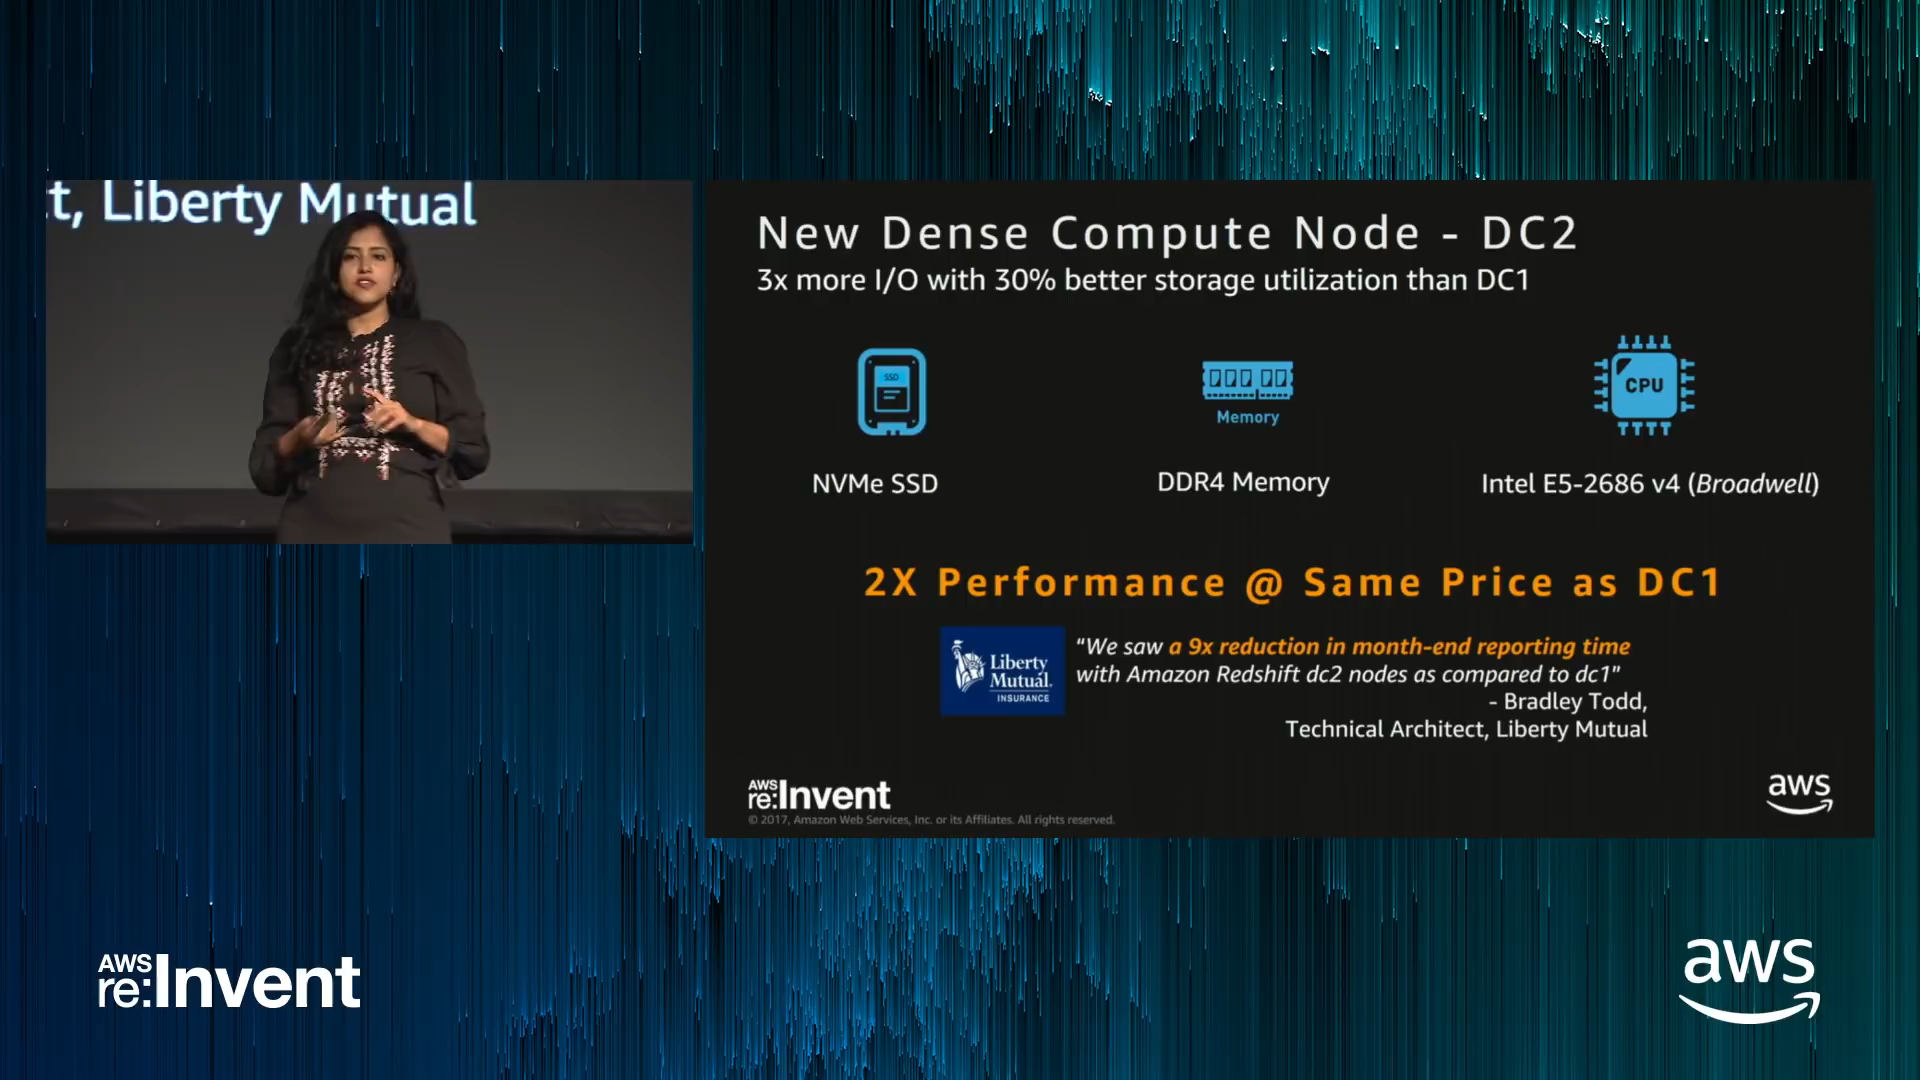 t, Liberty Mutual
New Dense Compute Node - DC2
3x more I/O with 30% better storage utilization than DC1
SSD
Memory
CPU
NVMe SSD
DDR4 Memory
Intel E5-2686 v4 (Broadwell)
2X Performance @ Same Price as DC1
Liberty
Mutual.
INSURANCE
“We saw a 9x reduction in month-end reporting time
with Amazon Redshift dc2 nodes as compared to dc1”
- Bradley Todd,
Technical Architect, Liberty Mutual
AWS
re:Invent
© 2017, Amazon Web Services, Inc. or its Affiliates. All rights reserved.
aws
AWS
re:Invent
aws